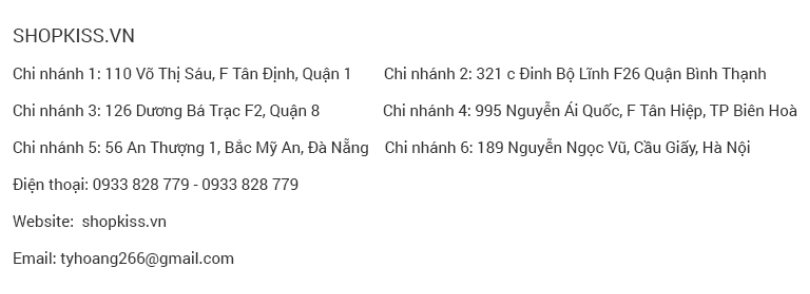 SHOPKISS.VN
Chi nhánh 1: 110 Võ Thị Sáu, F Tân Định, Quận 1 Chi nhánh 2: 321 c Đinh Bộ Lĩnh F26 Quận Bình Thạnh
Chi nhánh 3: 126 Dương Bá Trạc F2, Quận 8 Chi nhánh 4: 995 Nguyễn Ái Quốc, F Tân Hiệp, TP Biên Hoà
Chi nhánh 5: 56 An Thượng 1, Bắc Mỹ An, Đà Nẵng Chi nhánh 6: 189 Nguyễn Ngọc Vũ, Cầu Giấy, Hà Nội
Điện thoại: 0933 828 779 - 0933 828 779
Website: shopkiss.vn
Email: tyhoang266@gmail.com